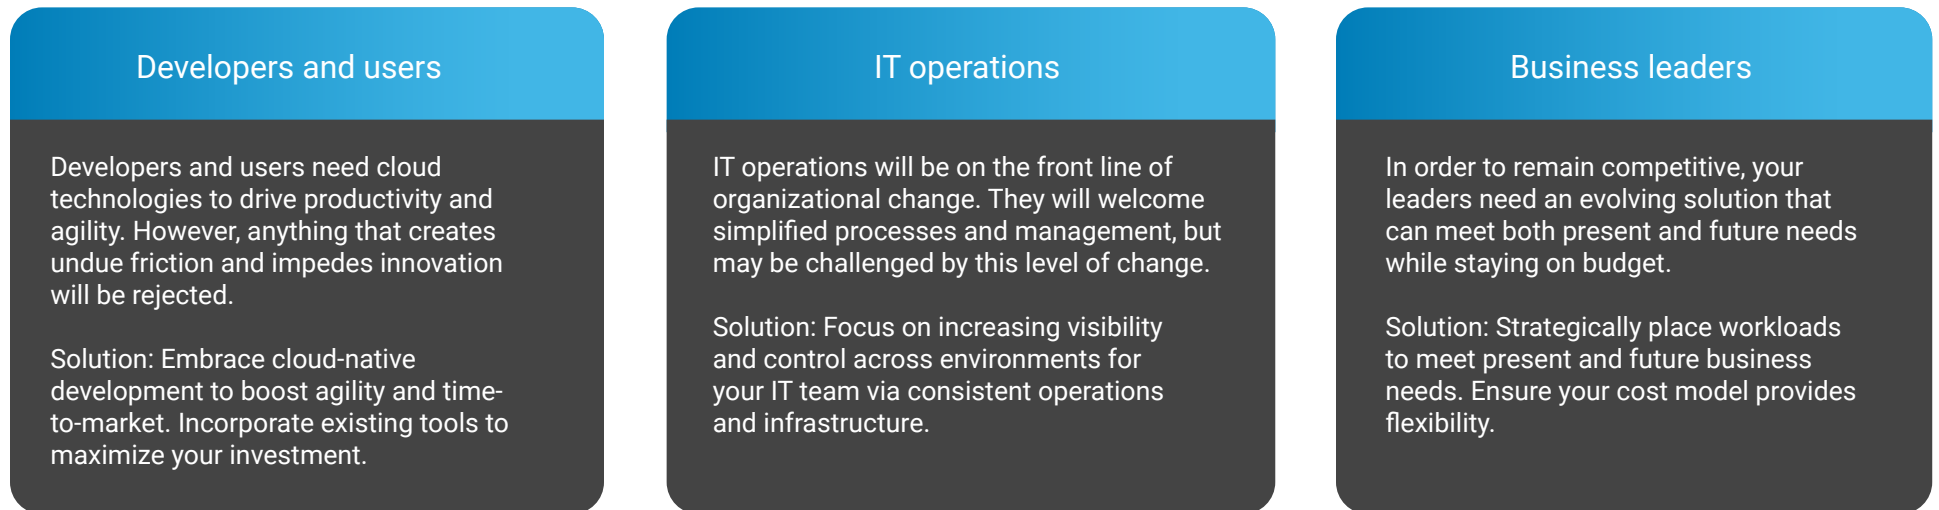 Developers and users
Developers and users need cloud
technologies to drive productivity and
agility. However, anything that creates
undue friction and impedes innovation
will be rejected.
Solution: Embrace cloud-native
development to boost agility and time-
to-market. Incorporate existing tools to
maximize your investment.
IT operations
IT operations will be on the front line of
organizational change. They will welcome
simplified processes and management, but
may be challenged by this level of change.
Solution: Focus on increasing visibility
and control across environments for
your IT team via consistent operations
and infrastructure.
Business leaders
In order to remain competitive, your
leaders need an evolving solution that
can meet both present and future needs
while staying on budget.
Solution: Strategically place workloads
to meet present and future business
needs. Ensure your cost model provides
flexibility.